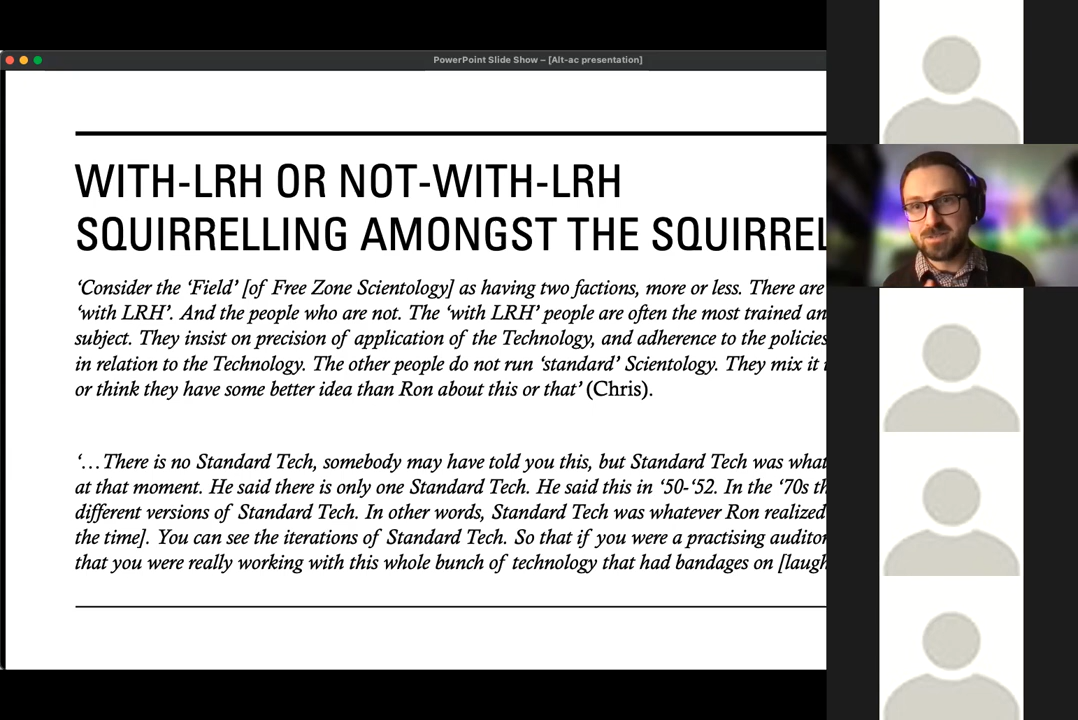 PowerPoint Slide Show – [Alt-ac presentation]
WITH-LRH OR NOT-WITH-LRH
SQUIRRELLING AMONGST THE SQUIRREL
‘Consider the ‘Field’ [of Free Zone Scientology] as having two factions, more or less. There are
‘with LRH’. And the people who are not. The ‘with LRH’ people are often the most trained an
subject. They insist on precision of application of the Technology, and adherence to the policies
in relation to the Technology. The other people do not run ‘standard’ Scientology. They mix it
or think they have some better idea than Ron about this or that’ (Chris).
‘…There is no Standard Tech, somebody may have told you this, but Standard Tech was what
at that moment. He said there is only one Standard Tech. He said this in ‘50-‘52. In the ‘70s th
different versions of Standard Tech. In other words, Standard Tech was whatever Ron realized
the time]. You can see the iterations of Standard Tech. So that if you were a practising auditor
that you were really working with this whole bunch of technology that had bandages on [laugh